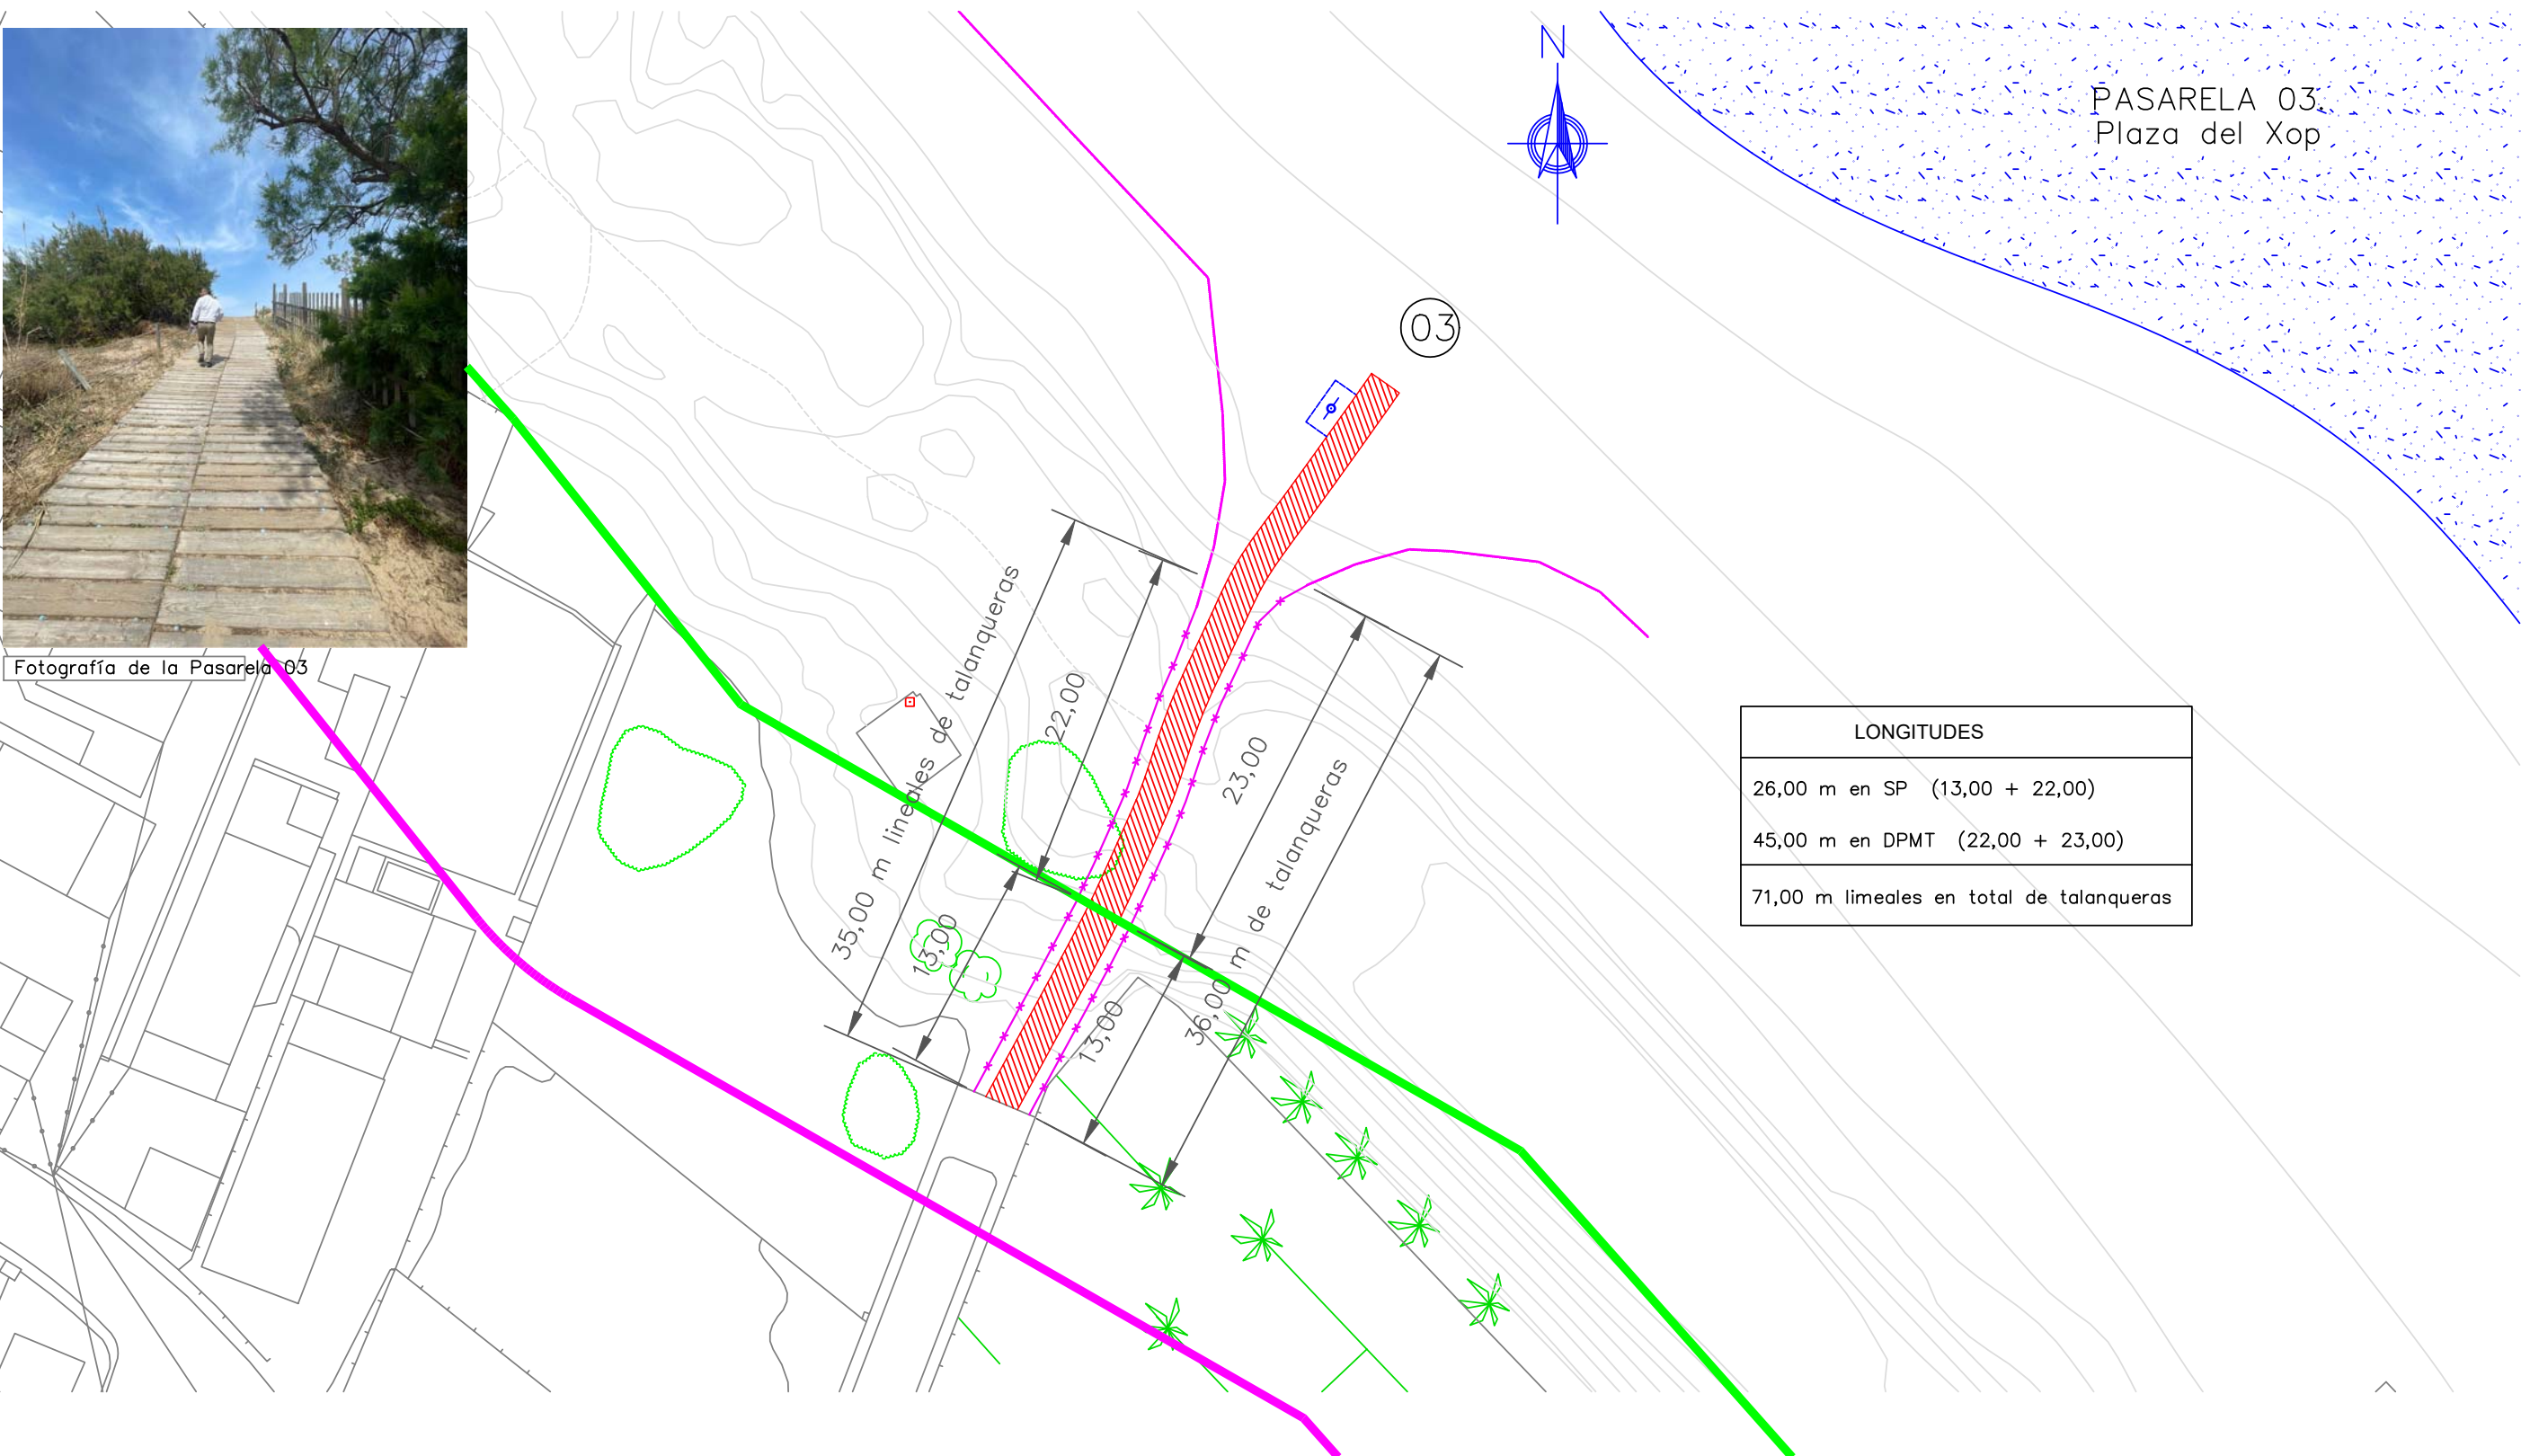 N
PASARELA 03.
Plaza del Xop
03
Fotografía de la Pasarela 03
35,00 m lineales de talanqueras
22,00
13,00
23,00
13,00
36,00 m de talanqueras
LONGITUDES
26,00 m en SP (13,00 + 22,00)
45,00 m en DPMT (22,00 + 23,00)
71,00 m limeales en total de talanqueras